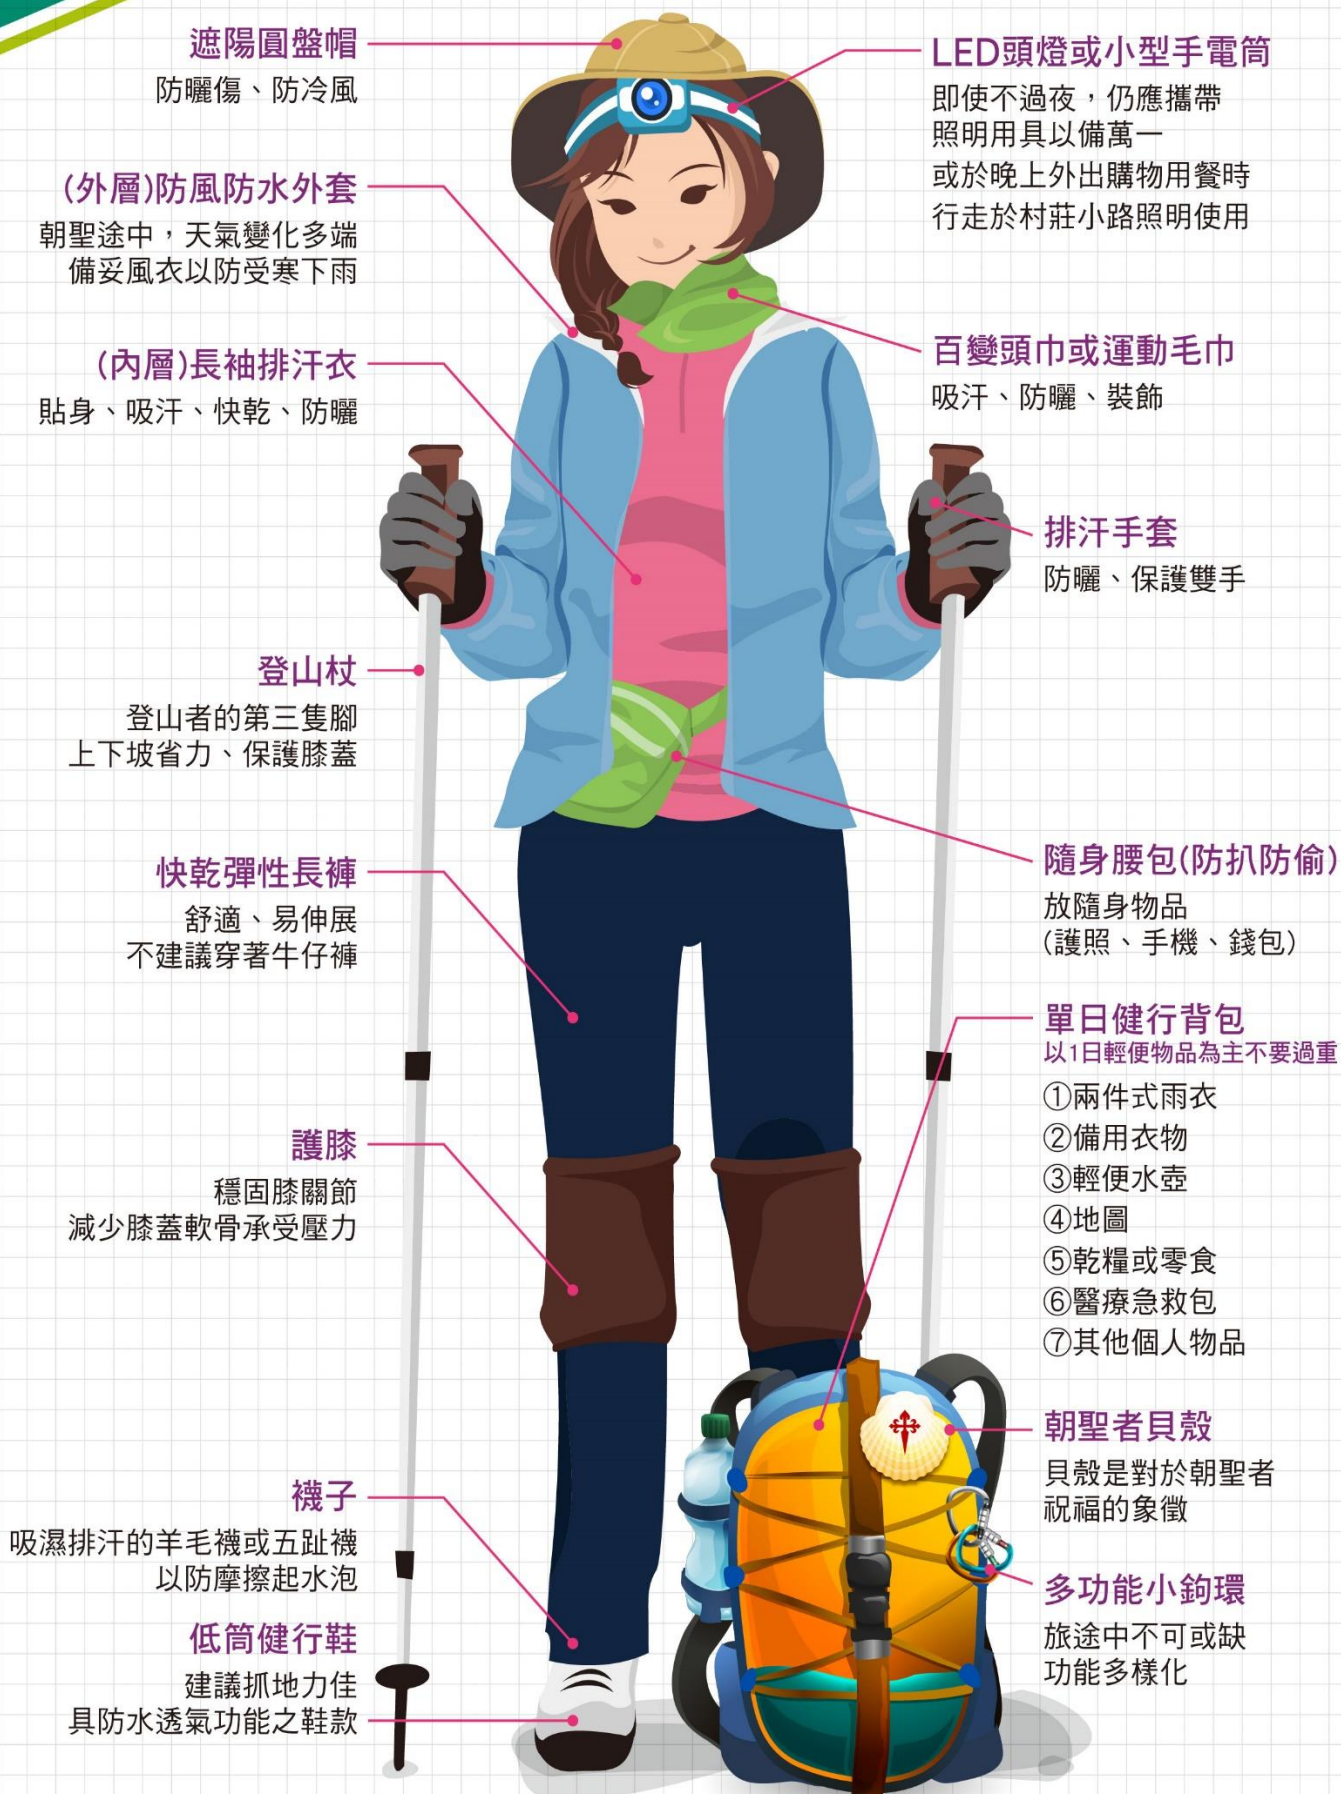 遮陽圓盤帽
防曬傷、防冷風
(外層)防風防水外套
朝聖途中，天氣變化多端
備妥風衣以防受寒下雨
(內層)長袖排汗衣
貼身、吸汗、快乾、防曬
登山杖
登山者的第三隻腳
上下坡省力、保護膝蓋
快乾彈性長褲
舒適、易伸展
不建議穿著牛仔褲
護膝
穩固膝關節
減少膝蓋軟骨承受壓力
襪子
吸濕排汗的羊毛襪或五趾襪
以防摩擦起水泡
低筒健行鞋
建議抓地力佳
具防水透氣功能之鞋款
LED頭燈或小型手電筒
即使不過夜，仍應攜帶
照明用具以備萬一
或於晚上外出購物用餐時
行走於村莊小路照明使用
百變頭巾或運動毛巾
吸汗、防曬、裝飾
排汗手套
防曬、保護雙手
隨身腰包(防扒防偷)
放隨身物品
(護照、手機、錢包)
單日健行背包
以1日輕便物品為主不要過重
①兩件式雨衣
②備用衣物
③輕便水壺
④地圖
⑤乾糧或零食
⑥醫療急救包
⑦其他個人物品
朝聖者貝殼
貝殼是對於朝聖者
祝福的象徵
多功能小鉤環
旅途中不可或缺
功能多樣化